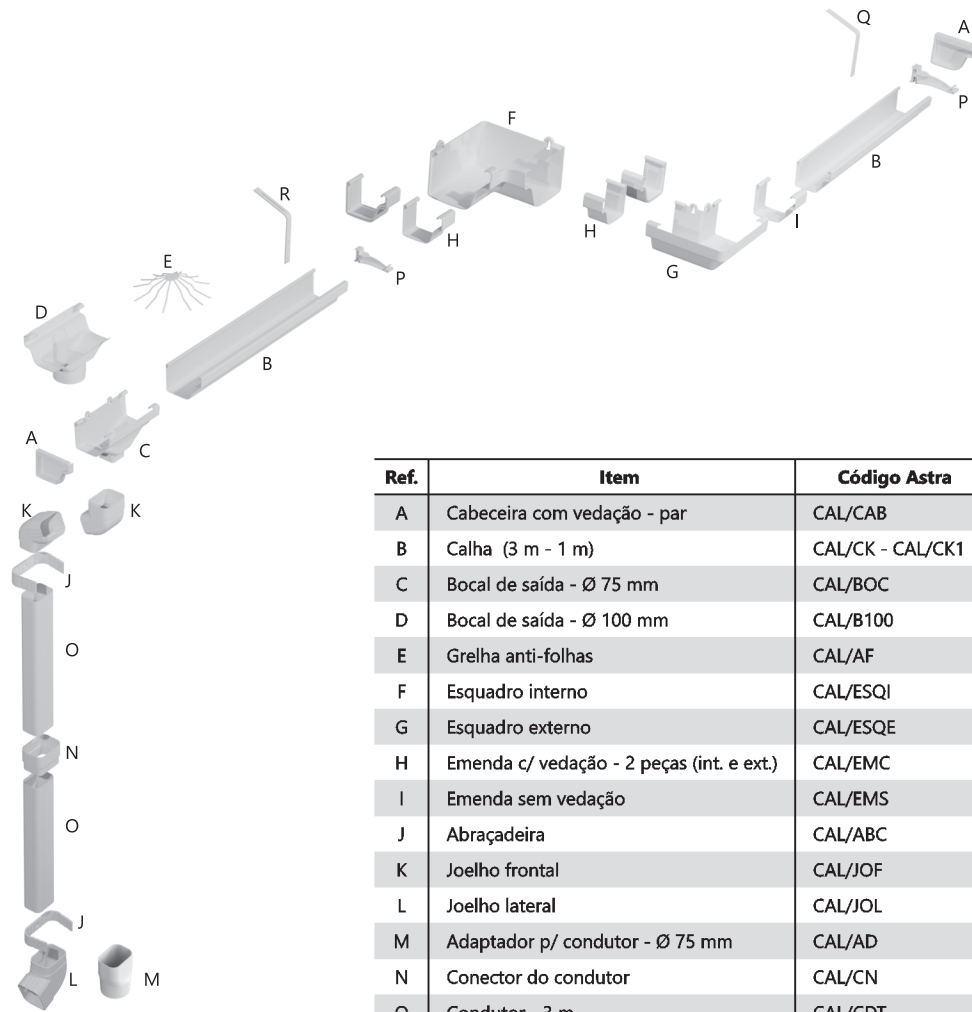 Q
A
P
F
B
R
H
H
I
G
E
P
D
B
A
C
K
K
J
O
N
O
J
L
M
Ref. Item Código Astra
A Cabeceira com vedação - par CAL/CAB
B Calha (3 m - 1 m) CAL/CK - CAL/CK1
C Bocal de saída - Ø 75 mm CAL/BOC
D Bocal de saída - Ø 100 mm CAL/B100
E Grelha anti-folhas CAL/AF
F Esquadro interno CAL/ESQI
G Esquadro externo CAL/ESQE
H Emenda c/ vedação - 2 peças (int. e ext.) CAL/EMC
I Emenda sem vedação CAL/EMS
J Abraçadeira CAL/ABC
K Joelho frontal CAL/JOF
L Joelho lateral CAL/JOL
M Adaptador p/ condutor - Ø 75 mm CAL/AD
N Conector do condutor CAL/CN
O Condutor - 3 m CAL/CDT